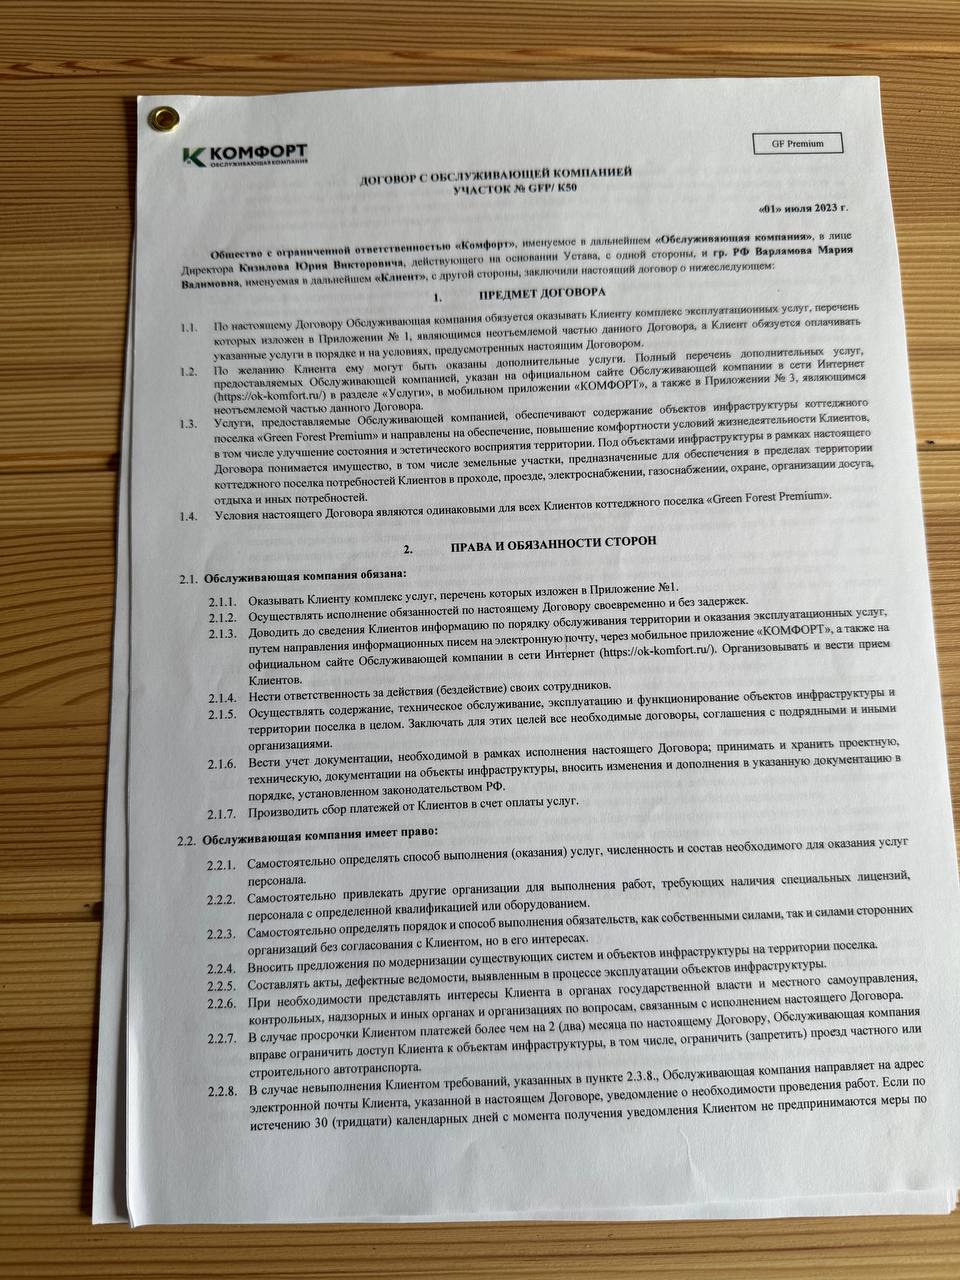 КОМФОРТ
ОБСЛУЖИВАЮЩАЯ КОМПАНИЯ
GF Premium
ДОГОВОР С ОБСЛУЖИВАЮЩЕЙ КОМПАНИЕЙ
УЧАСТОК № GFP/ K50
«01» июля 2023 г.
Общество с ограниченной ответственностью «Комфорт», именуемое в дальнейшем «Обслуживающая компания», в лице
Директора Кизилова Юрия Викторовича, действующего на основании Устава, с одной стороны, и гр. РФ Варламова Мария
Вадимовна, именуемая в дальнейшем «Клиент», с другой стороны, заключили настоящий договор о нижеследующем:
1. ПРЕДМЕТ ДОГОВОРА
1.1. По настоящему Договору Обслуживающая компания обязуется оказывать Клиенту комплекс эксплуатационных услуг, перечень
которых изложен в Приложении № 1, являющимся неотъемлемой частью данного Договора, а Клиент обязуется оплачивать
указанные услуги в порядке и на условиях, предусмотренных настоящим Договором.
1.2. По желанию Клиента ему могут быть оказаны дополнительные услуги. Полный перечень дополнительных услуг,
предоставляемых Обслуживающей компанией, указан на официальном сайте Обслуживающей компании в сети Интернет
(https://ok-komfort.ru/) в разделе «Услуги», в мобильном приложении «КОМФОРТ», а также в Приложении № 3, являющимся
неотъемлемой частью данного Договора.
1.3. Услуги, предоставляемые Обслуживающей компанией, обеспечивают содержание объектов инфраструктуры коттеджного
поселка «Green Forest Premium» и направлены на обеспечение, повышение комфортности условий жизнедеятельности Клиентов,
в том числе улучшение состояния и эстетического восприятия территории. Под объектами инфраструктуры в рамках настоящего
Договора понимается имущество, в том числе земельные участки, предназначенные для обеспечения в пределах территории
коттеджного поселка потребностей Клиентов в проходе, проезде, электроснабжении, газоснабжении, охране, организации досуга,
отдыха и иных потребностей.
1.4. Условия настоящего Договора являются одинаковыми для всех Клиентов коттеджного поселка «Green Forest Premium».
2. ПРАВА И ОБЯЗАННОСТИ СТОРОН
2.1. Обслуживающая компания обязана:
2.1.1. Оказывать Клиенту комплекс услуг, перечень которых изложен в Приложение №1.
2.1.2. Осуществлять исполнение обязанностей по настоящему Договору своевременно и без задержек.
2.1.3. Доводить до сведения Клиентов информацию по порядку обслуживания территории и оказания эксплуатационных услуг,
путем направления информационных писем на электронную почту, через мобильное приложение «КОМФОРТ», а также на
официальном сайте Обслуживающей компании в сети Интернет (https://ok-komfort.ru/). Организовывать и вести прием
Клиентов.
2.1.4. Нести ответственность за действия (бездействие) своих сотрудников.
2.1.5. Осуществлять содержание, техническое обслуживание, эксплуатацию и функционирование объектов инфраструктуры и
территории поселка в целом. Заключать для этих целей все необходимые договоры, соглашения с подрядными и иными
организациями.
2.1.6. Вести учет документации, необходимой в рамках исполнения настоящего Договора; принимать и хранить проектную,
техническую, документации на объекты инфраструктуры, вносить изменения и дополнения в указанную документацию в
порядке, установленном законодательством РФ.
2.1.7. Производить сбор платежей от Клиентов в счет оплаты услуг.
2.2. Обслуживающая компания имеет право:
2.2.1. Самостоятельно определять способ выполнения (оказания) услуг, численность и состав необходимого для оказания услуг
персонала.
2.2.2. Самостоятельно привлекать другие организации для выполнения работ, требующих наличия специальных лицензий,
персонала с определенной квалификацией или оборудованием.
2.2.3. Самостоятельно определять порядок и способ выполнения обязательств, как собственными силами, так и силами сторонних
организаций без согласования с Клиентом, но в его интересах.
2.2.4. Вносить предложения по модернизации существующих систем и объектов инфраструктуры на территории поселка.
2.2.5. Составлять акты, дефектные ведомости, выявленным в процессе эксплуатации объектов инфраструктуры.
2.2.6. При необходимости представлять интересы Клиента в органах государственной власти и местного самоуправления,
контрольных, надзорных и иных органах и организациях по вопросам, связанным с исполнением настоящего Договора.
2.2.7. В случае просрочки Клиентом платежей более чем на 2 (два) месяца по настоящему Договору, Обслуживающая компания
вправе ограничить доступ Клиента к объектам инфраструктуры, в том числе, ограничить (запретить) проезд частного или
строительного автотранспорта.
2.2.8. В случае невыполнения Клиентом требований, указанных в пункте 2.3.8., Обслуживающая компания направляет на адрес
электронной почты Клиента, указанной в настоящем Договоре, уведомление о необходимости проведения работ. Если по
истечению 30 (тридцати) календарных дней с момента получения уведомления Клиентом не предпринимаются меры по